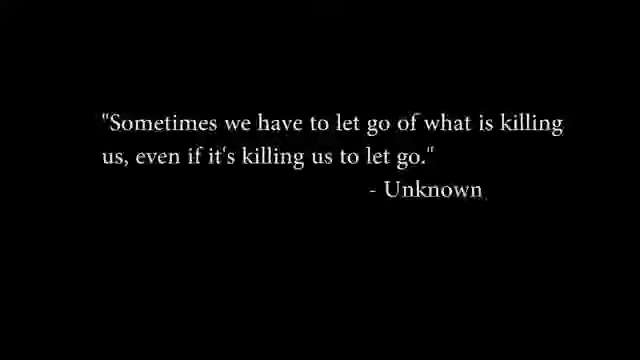 "Sometimes we have to let go of what is killing
us, even if it's killing us to let go."
- Unknown